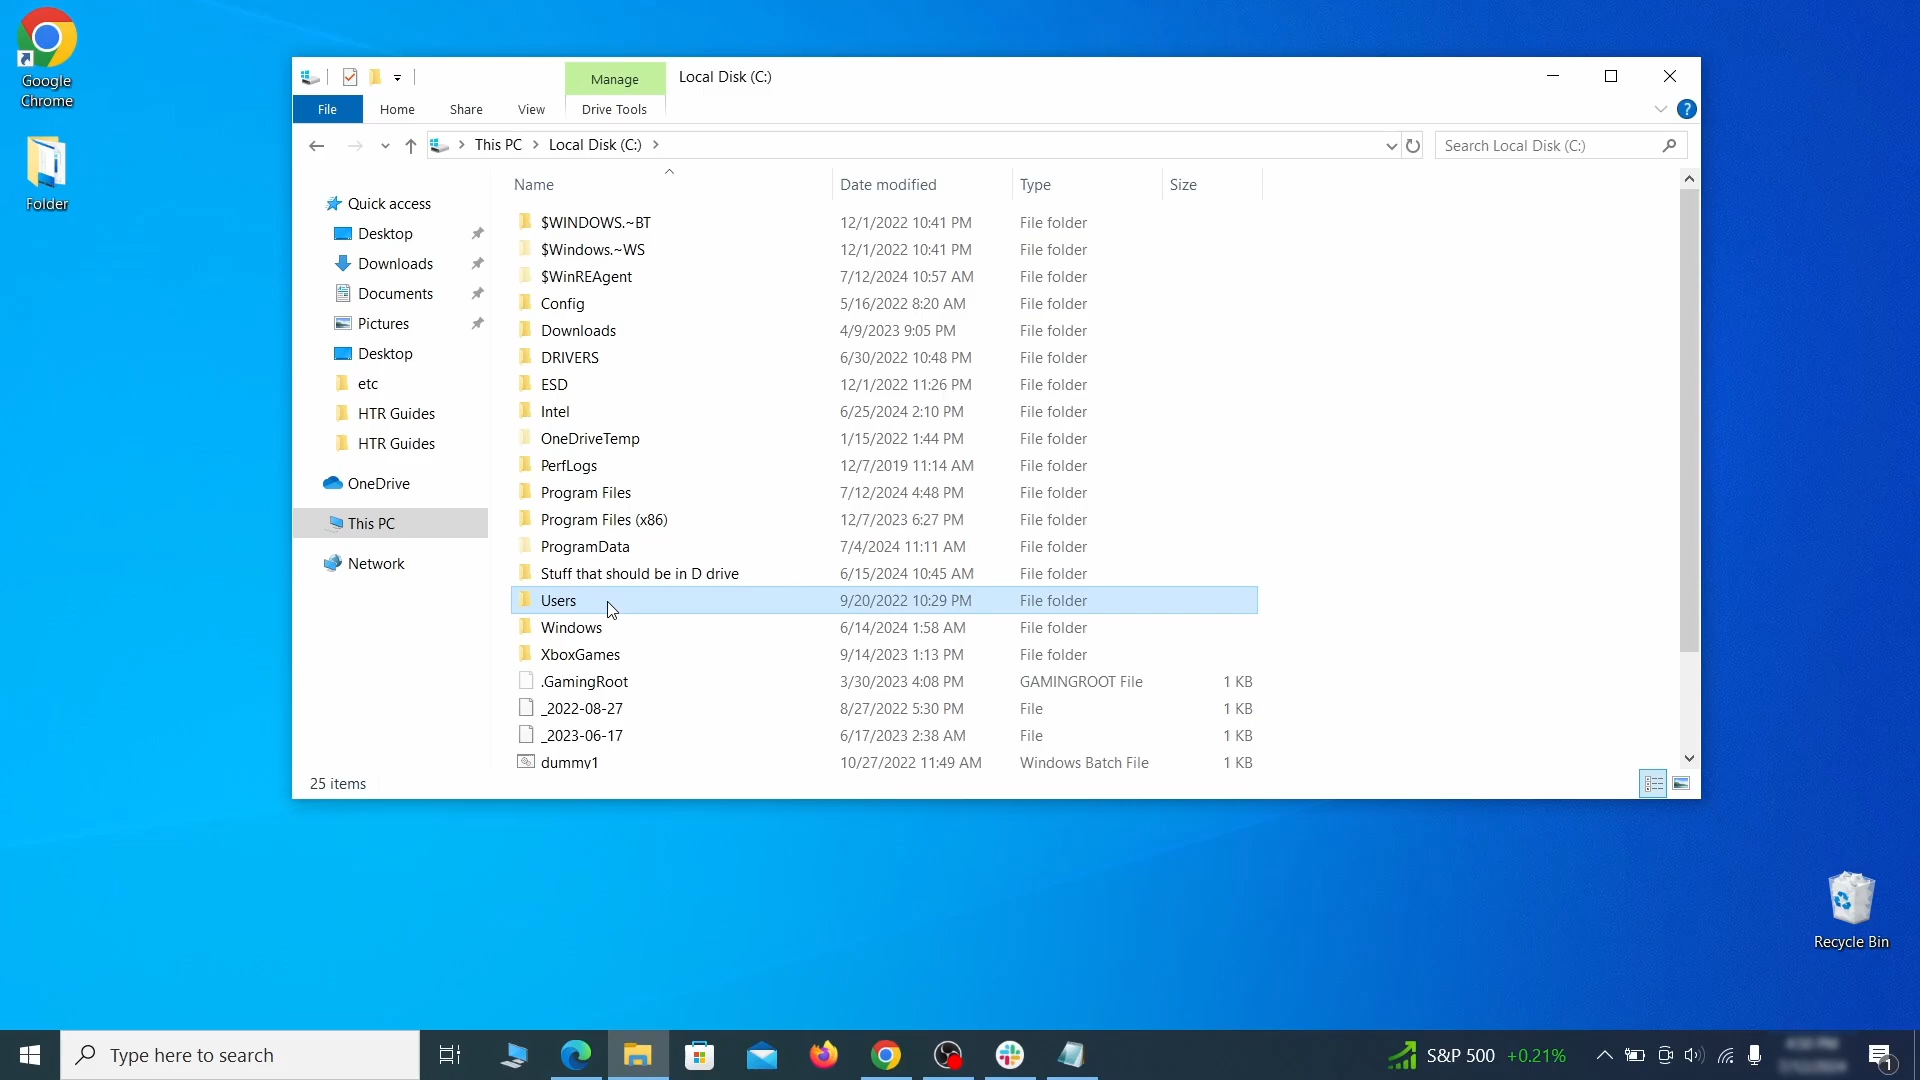 Google
Chrome
Folder
Manage
Local Disk (C:)
File
Home
Share
View
Drive Tools
?
This PC
Local Disk (C:)
Search Local Disk (C:)
Quick access
Desktop
Downloads
Documents
Pictures
Desktop
etc
HTR Guides
HTR Guides
OneDrive
This PC
Network
Name Date modified Type Size
$WINDOWS.~BT 12/1/2022 10:41 PM File folder
$Windows.~WS 12/1/2022 10:41 PM File folder
$WinREAgent 7/12/2024 10:57 AM File folder
Config 5/16/2022 8:20 AM File folder
Downloads 4/9/2023 9:05 PM File folder
DRIVERS 6/30/2022 10:48 PM File folder
ESD 12/1/2022 11:26 PM File folder
Intel 6/25/2024 2:10 PM File folder
OneDriveTemp 1/15/2022 1:44 PM File folder
PerfLogs 12/7/2019 11:14 AM File folder
Program Files 7/12/2024 4:48 PM File folder
Program Files (x86) 12/7/2023 6:27 PM File folder
ProgramData 7/4/2024 11:11 AM File folder
Stuff that should be in D drive 6/15/2024 10:45 AM File folder
Users 9/20/2022 10:29 PM File folder
Windows 6/14/2024 1:58 AM File folder
XboxGames 9/14/2023 1:13 PM File folder
.GamingRoot 3/30/2023 4:08 PM GAMINGROOT File 1 KB
_2022-08-27 8/27/2022 5:30 PM File 1 KB
_2023-06-17 6/17/2023 2:38 AM File 1 KB
dummy1 10/27/2022 11:49 AM Windows Batch File 1 KB
25 items
Recycle Bin
Type here to search
S&P 500 +0.21%
1